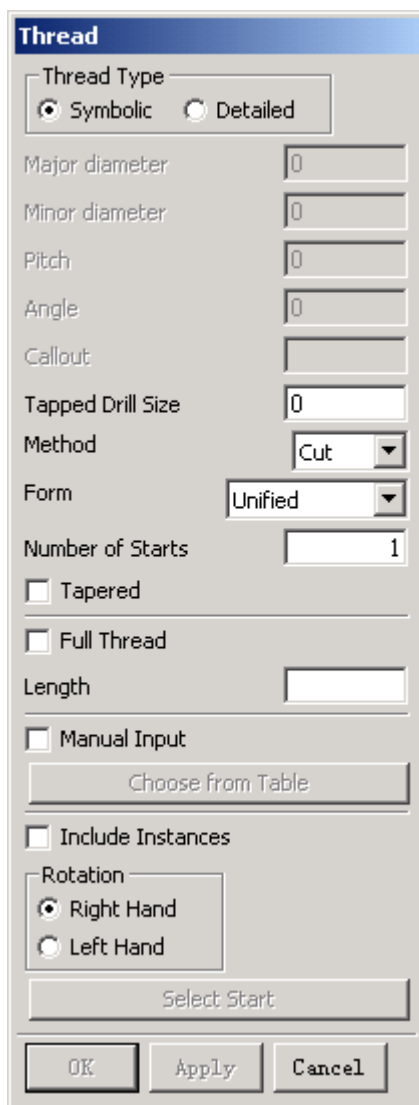 Thread
Thread Type
Symbolic Detailed
Major diameter 0
Minor diameter 0
Pitch 0
Angle 0
Callout
Tapped Drill Size 0
Method Cut
Form Unified
Number of Starts 1
Tapered
Full Thread
Length
Manual Input
Choose from Table
Include Instances
Rotation
Right Hand
Left Hand
Select Start
OK Apply Cancel